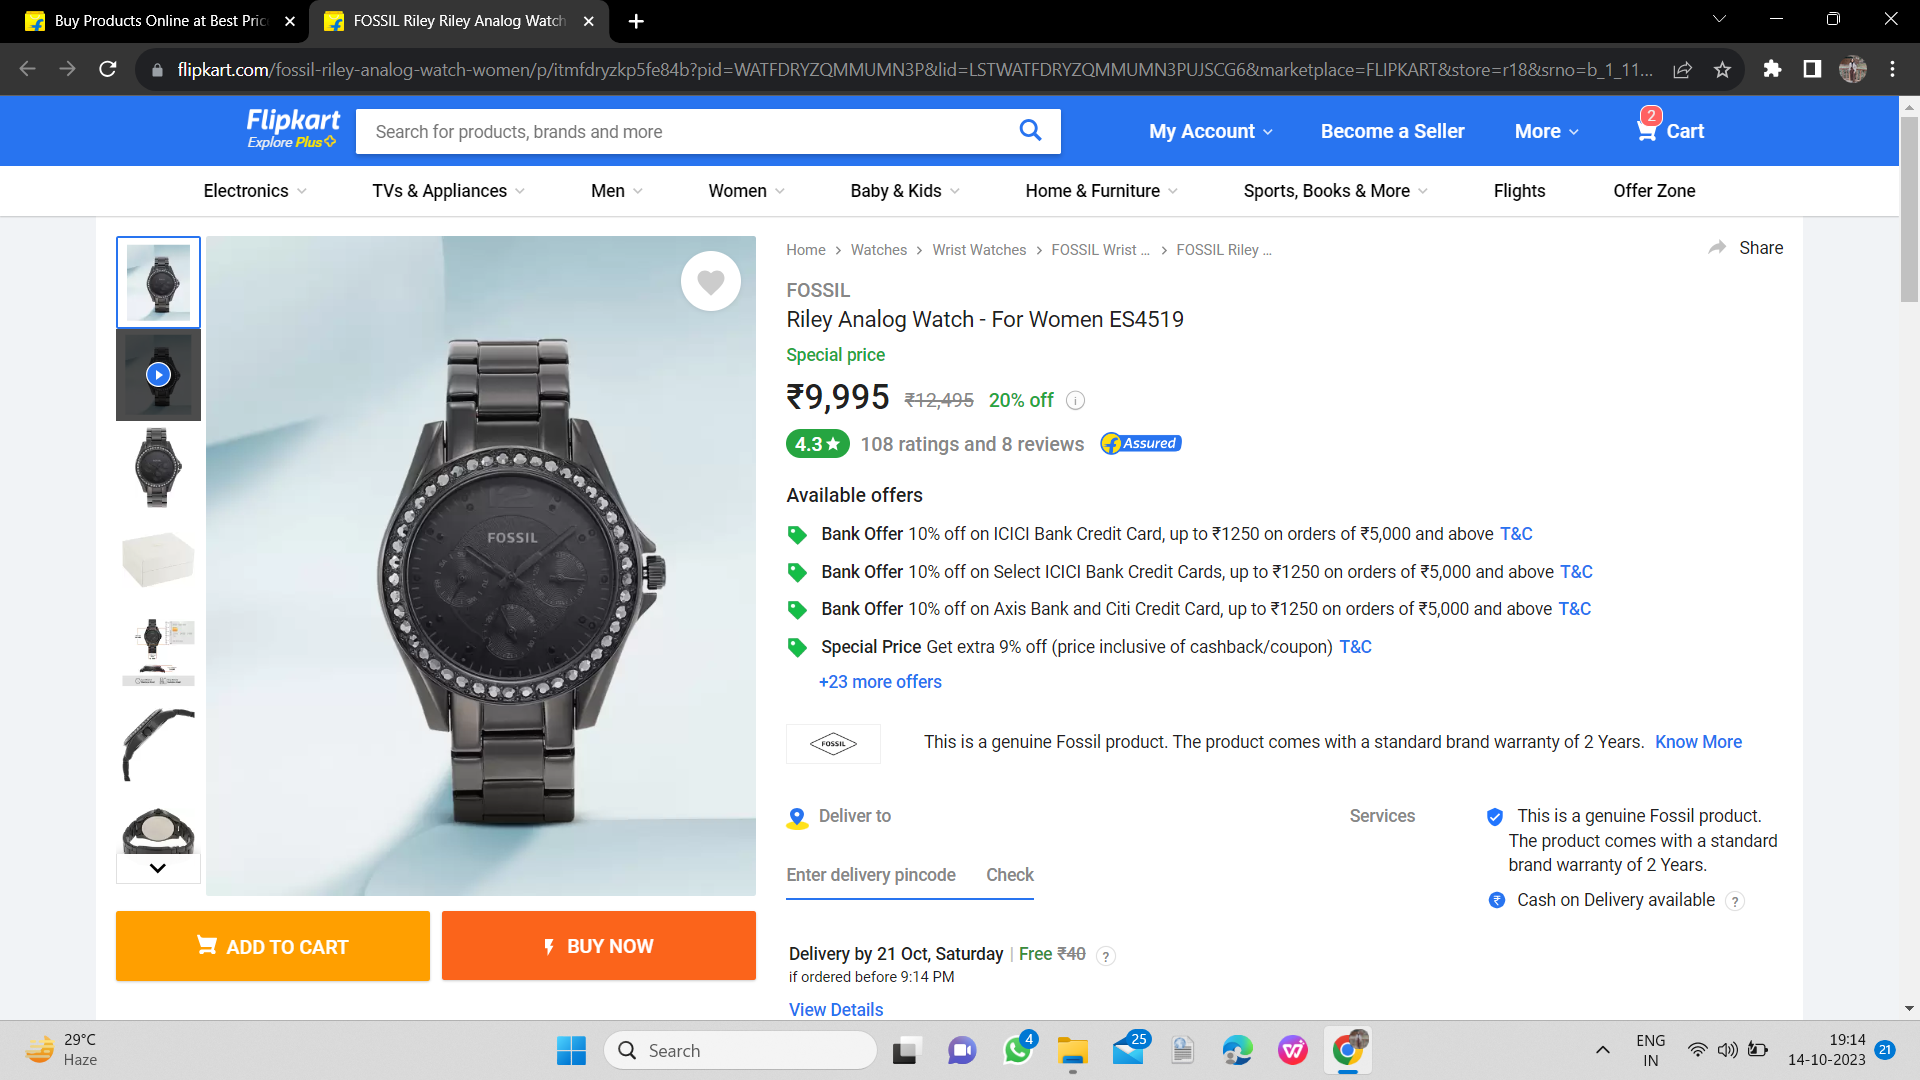 Buy Products Online at Best Pric
FOSSIL Riley Riley Analog Watch
flipkart.com/fossil-riley-analog-watch-women/p/itmfdryzkp5fe84b?pid=WATFDRYZQMMUMN3P&lid=LSTWATFDRYZQMMUMN3PUJSCG6&marketplace=FLIPKART&store=r18&srno=b_1_11...
Flipkart
Explore Plus
Search for products, brands and more
My Account
Become a Seller
More
2
Cart
Electronics
TVs & Appliances
Men
Women
Baby & Kids
Home & Furniture
Sports, Books & More
Flights
Offer Zone
Home > Watches > Wrist Watches > FOSSIL Wrist ... > FOSSIL Riley ...
Share
FOSSIL
Riley Analog Watch - For Women ES4519
Special price
₹9,995 ₹12,495 20% off
4.3 ★ 108 ratings and 8 reviews Assured
Available offers
Bank Offer 10% off on ICICI Bank Credit Card, up to ₹1250 on orders of ₹5,000 and above T&C
Bank Offer 10% off on Select ICICI Bank Credit Cards, up to ₹1250 on orders of ₹5,000 and above T&C
Bank Offer 10% off on Axis Bank and Citi Credit Card, up to ₹1250 on orders of ₹5,000 and above T&C
Special Price Get extra 9% off (price inclusive of cashback/coupon) T&C
+23 more offers
FOSSIL
This is a genuine Fossil product. The product comes with a standard brand warranty of 2 Years. Know More
Deliver to
Enter delivery pincode Check
Services
This is a genuine Fossil product.
The product comes with a standard
brand warranty of 2 Years.
₹ Cash on Delivery available ?
Delivery by 21 Oct, Saturday | Free ₹40 ?
if ordered before 9:14 PM
View Details
FOSSIL
12
ADD TO CART
BUY NOW
29°C
Haze
Search
4
25
ENG
IN
19:14
14-10-2023
21